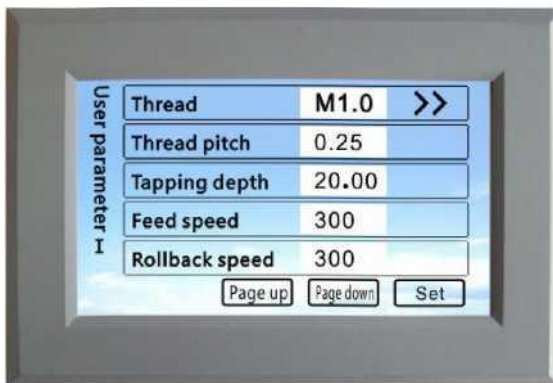 User parameter I
Thread M1.0 >>
Thread pitch 0.25
Tapping depth 20.00
Feed speed 300
Rollback speed 300
Page up Page down Set